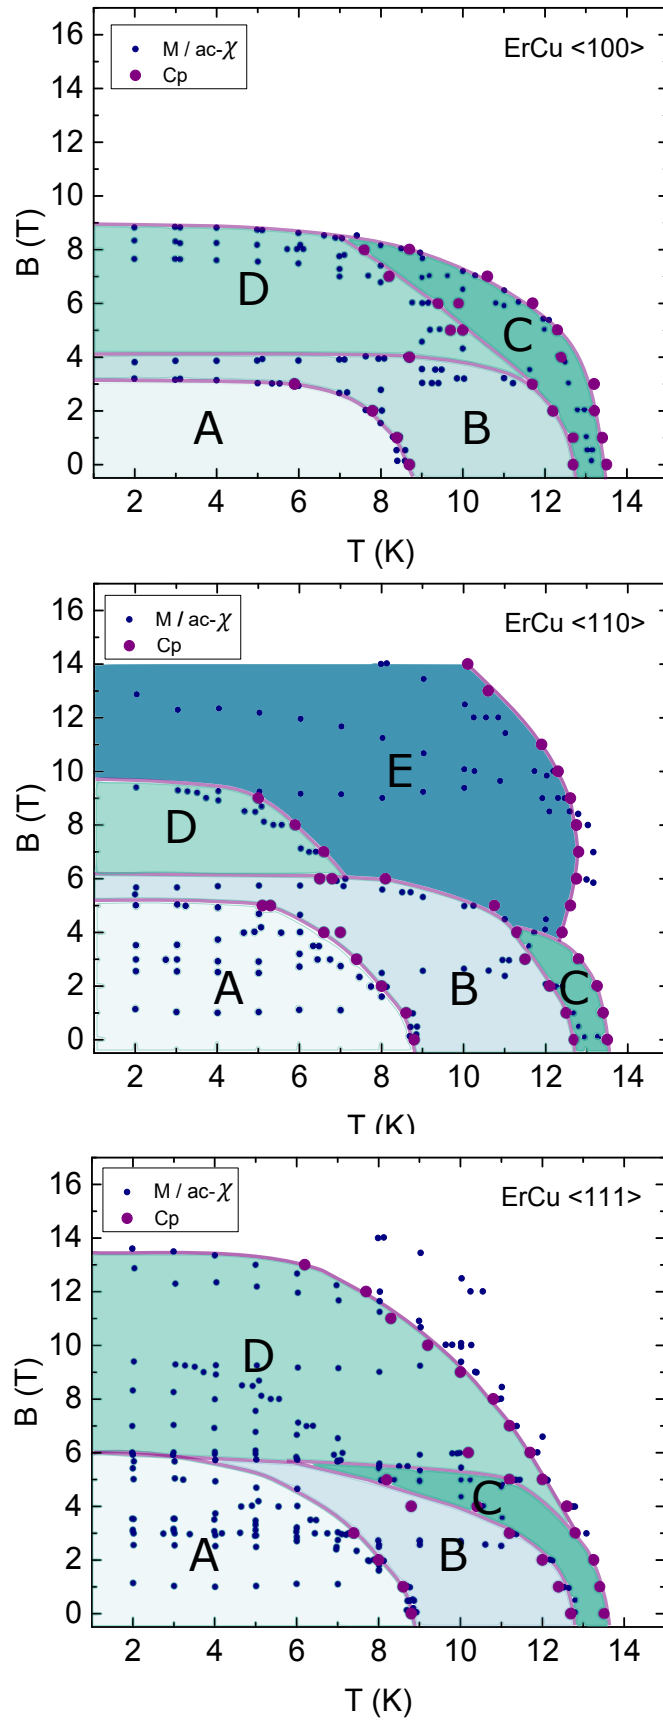 16
14
12
10
8
6
4
2
0
B (T)
M / ac-χ
Cp
ErCu <100>
D
C
A
B
2 4 6 8 10 12 14
T (K)
16
14
12
10
8
6
4
2
0
B (T)
M / ac-χ
Cp
ErCu <110>
E
D
A
B
C
2 4 6 8 10 12 14
T (K)
16
14
12
10
8
6
4
2
0
B (T)
M / ac-χ
Cp
ErCu <111>
D
C
A
B
2 4 6 8 10 12 14
T (K)